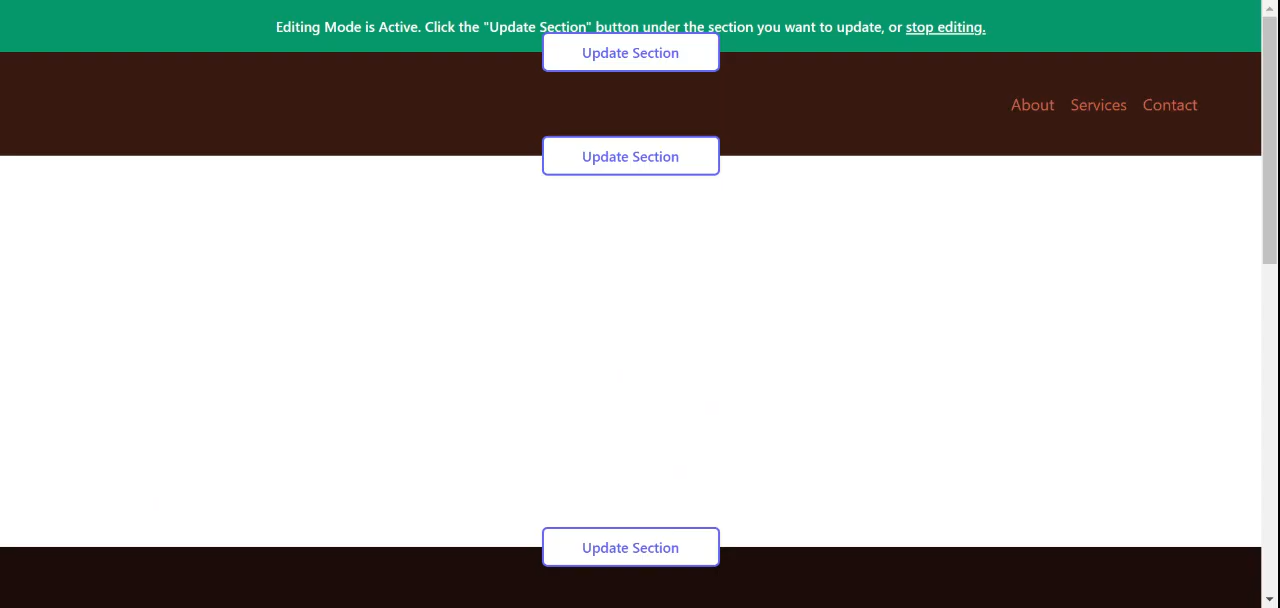 Editing Mode is Active. Click the "Update Section" button under the section you want to update, or stop editing.
Update Section
About Services Contact
Update Section
Update Section